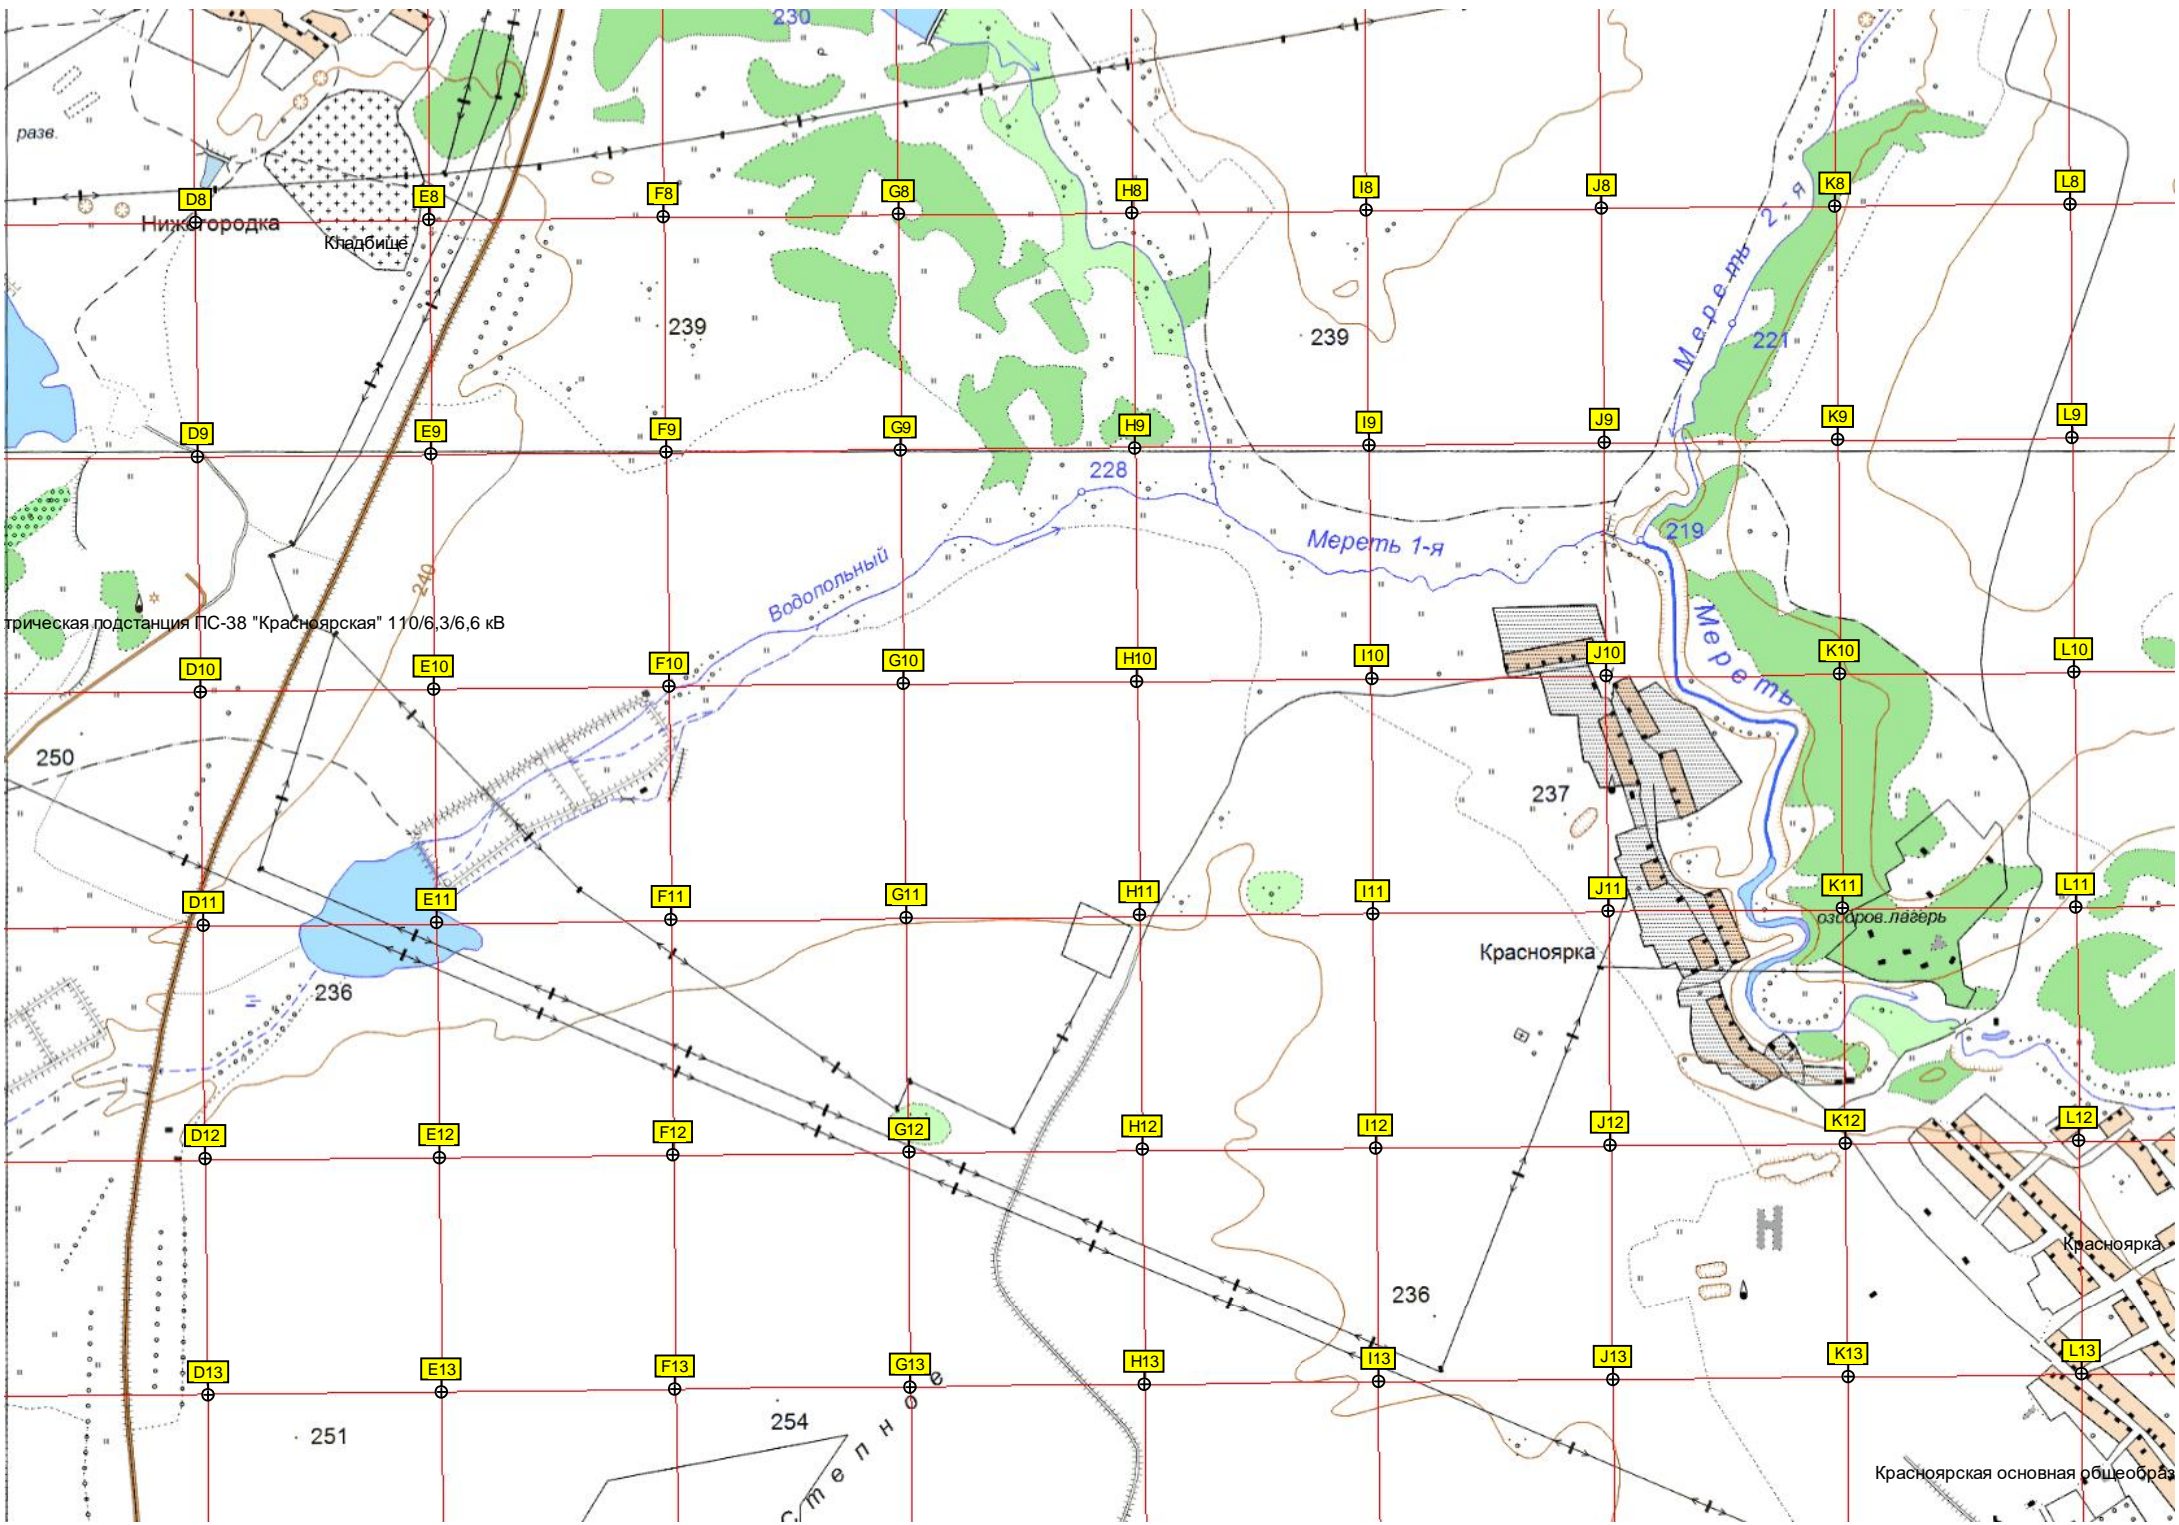 230
разв.
D8
E8
F8
G8
H8
I8
J8
K8
L8
Нижегородка
Кладбище
Мереть 2-я
239
239
221
D9
E9
F9
G9
H9
I9
J9
K9
L9
228
219
Мереть 1-я
Водопольный
240
трическая подстанция ПС-38 "Красноярская" 110/6,3/6,6 кВ
Мереть
D10
E10
F10
G10
H10
I10
J10
K10
L10
250
237
D11
E11
F11
G11
H11
I11
J11
K11
L11
оздоров.лагерь
Красноярка
236
D12
E12
F12
G12
H12
I12
J12
K12
L12
Красноярка
236
D13
E13
F13
G13
H13
I13
J13
K13
L13
251
254
Степное
Красноярская основная общеобраз